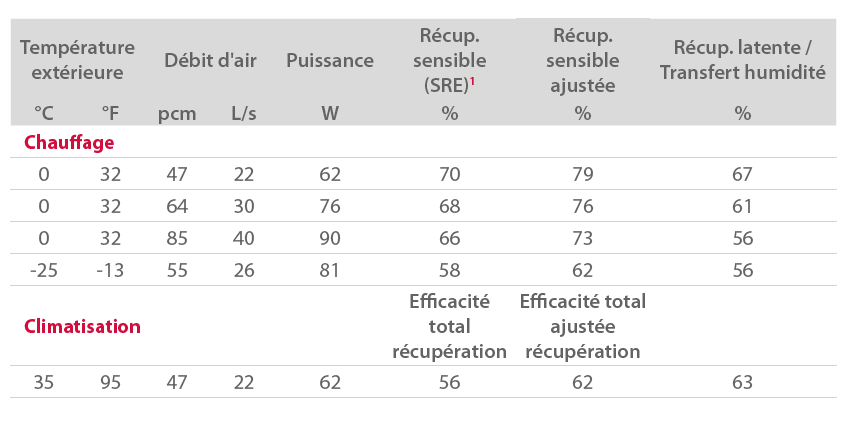 Température extérieure Débit d'air Puissance Récup. sensible (SRE)1 Récup. sensible ajustée Récup. latente / Transfert humidité
°C °F pcm L/s W % % %
Chauffage
0 32 47 22 62 70 79 67
0 32 64 30 76 68 76 61
0 32 85 40 90 66 73 56
-25 -13 55 26 81 58 62 56
Climatisation Efficacité total récupération Efficacité total ajustée récupération
35 95 47 22 62 56 62 63